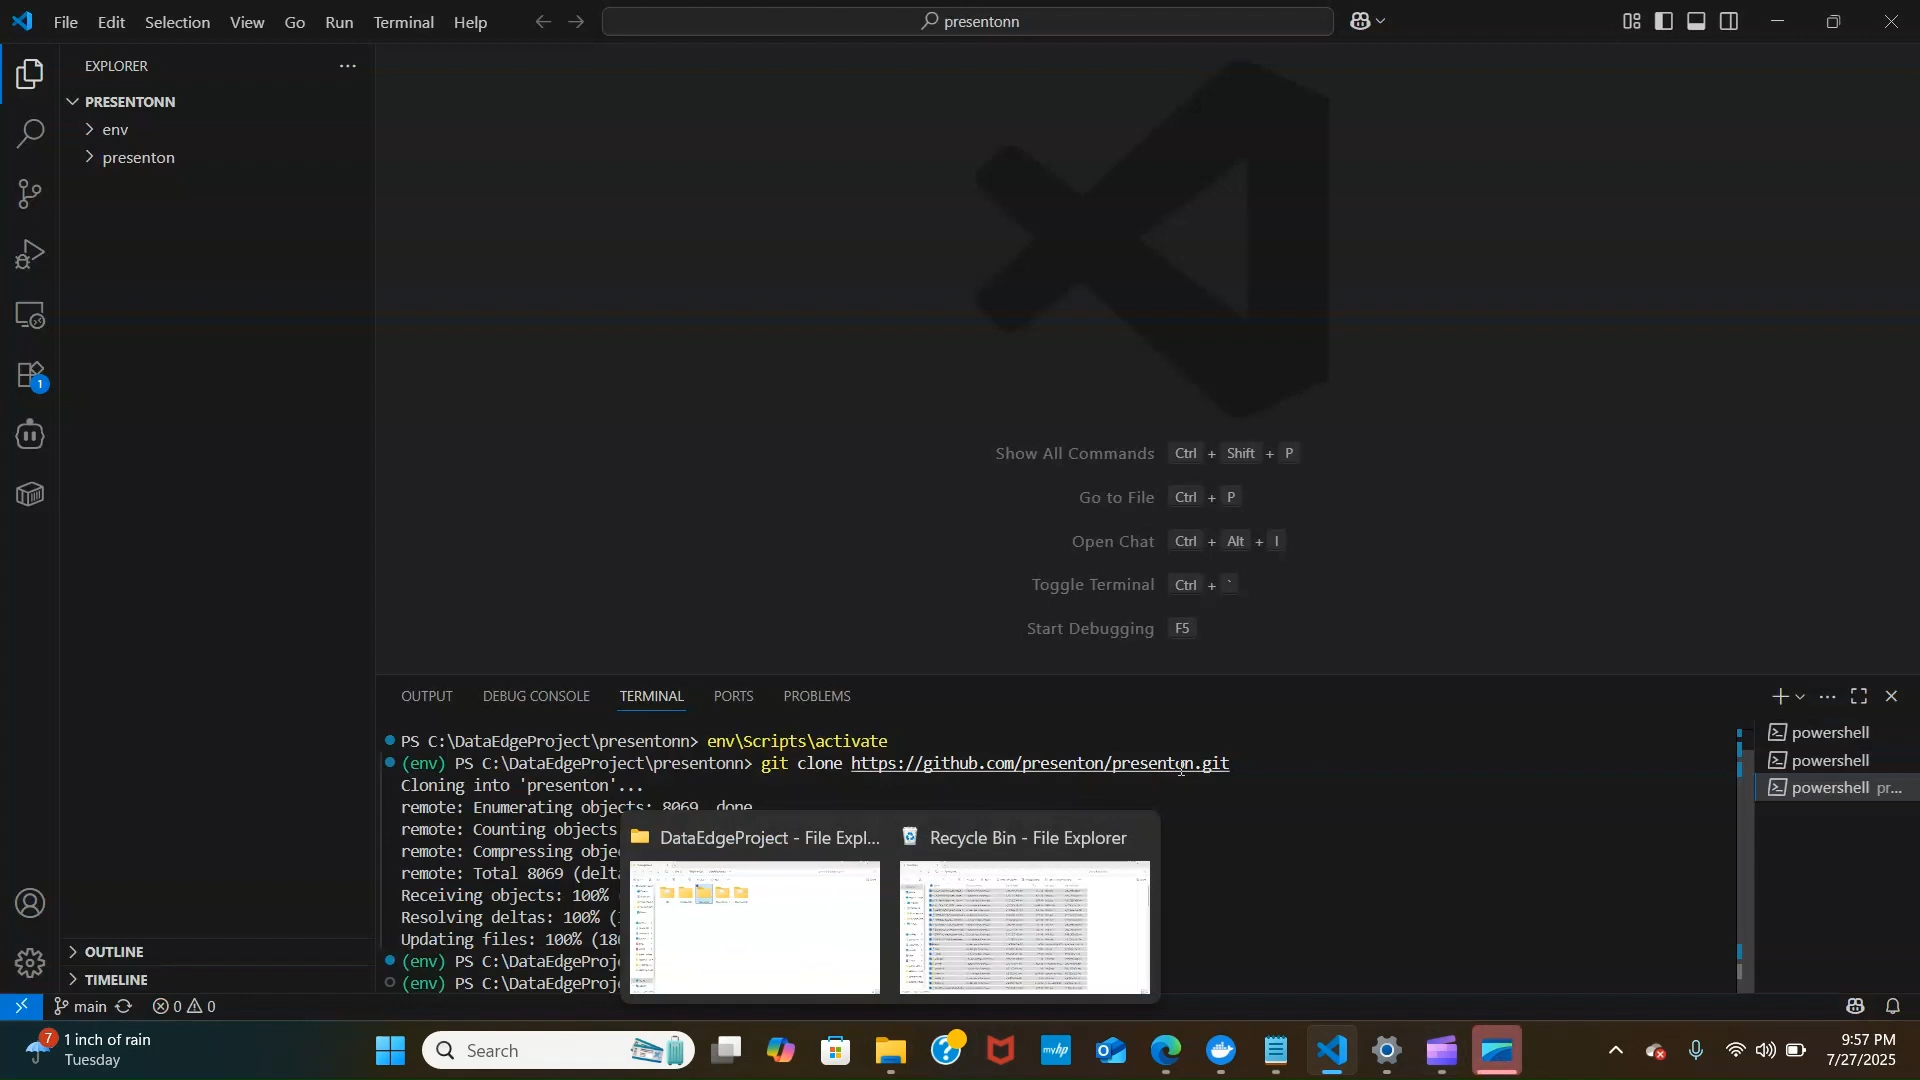 File Edit Selection View Go Run Terminal Help
presentonn
EXPLORER
PRESENTONN
env
presenton
1
Show All Commands Ctrl + Shift + P
Go to File Ctrl + P
Open Chat Ctrl + Alt + I
Toggle Terminal Ctrl + `
Start Debugging F5
OUTPUT DEBUG CONSOLE TERMINAL PORTS PROBLEMS
PS C:\DataEdgeProject\presentonn> env\Scripts\activate
(env) PS C:\DataEdgeProject\presentonn> git clone https://github.com/presenton/presenton.git
Cloning into 'presenton'...
remote: Enumerating objects: 8069, done
remote: Counting objects
remote: Compressing obje
remote: Total 8069 (delta
Receiving objects: 100%
Resolving deltas: 100%
Updating files: 100% (180
(env) PS C:\DataEdgeProj
(env) PS C:\DataEdgeProj
powershell
powershell
powershell pr...
DataEdgeProject - File Expl...
Recycle Bin - File Explorer
OUTLINE
TIMELINE
main 0 0
7
1 inch of rain
Tuesday
Search
myhp
9:57 PM
7/27/2025